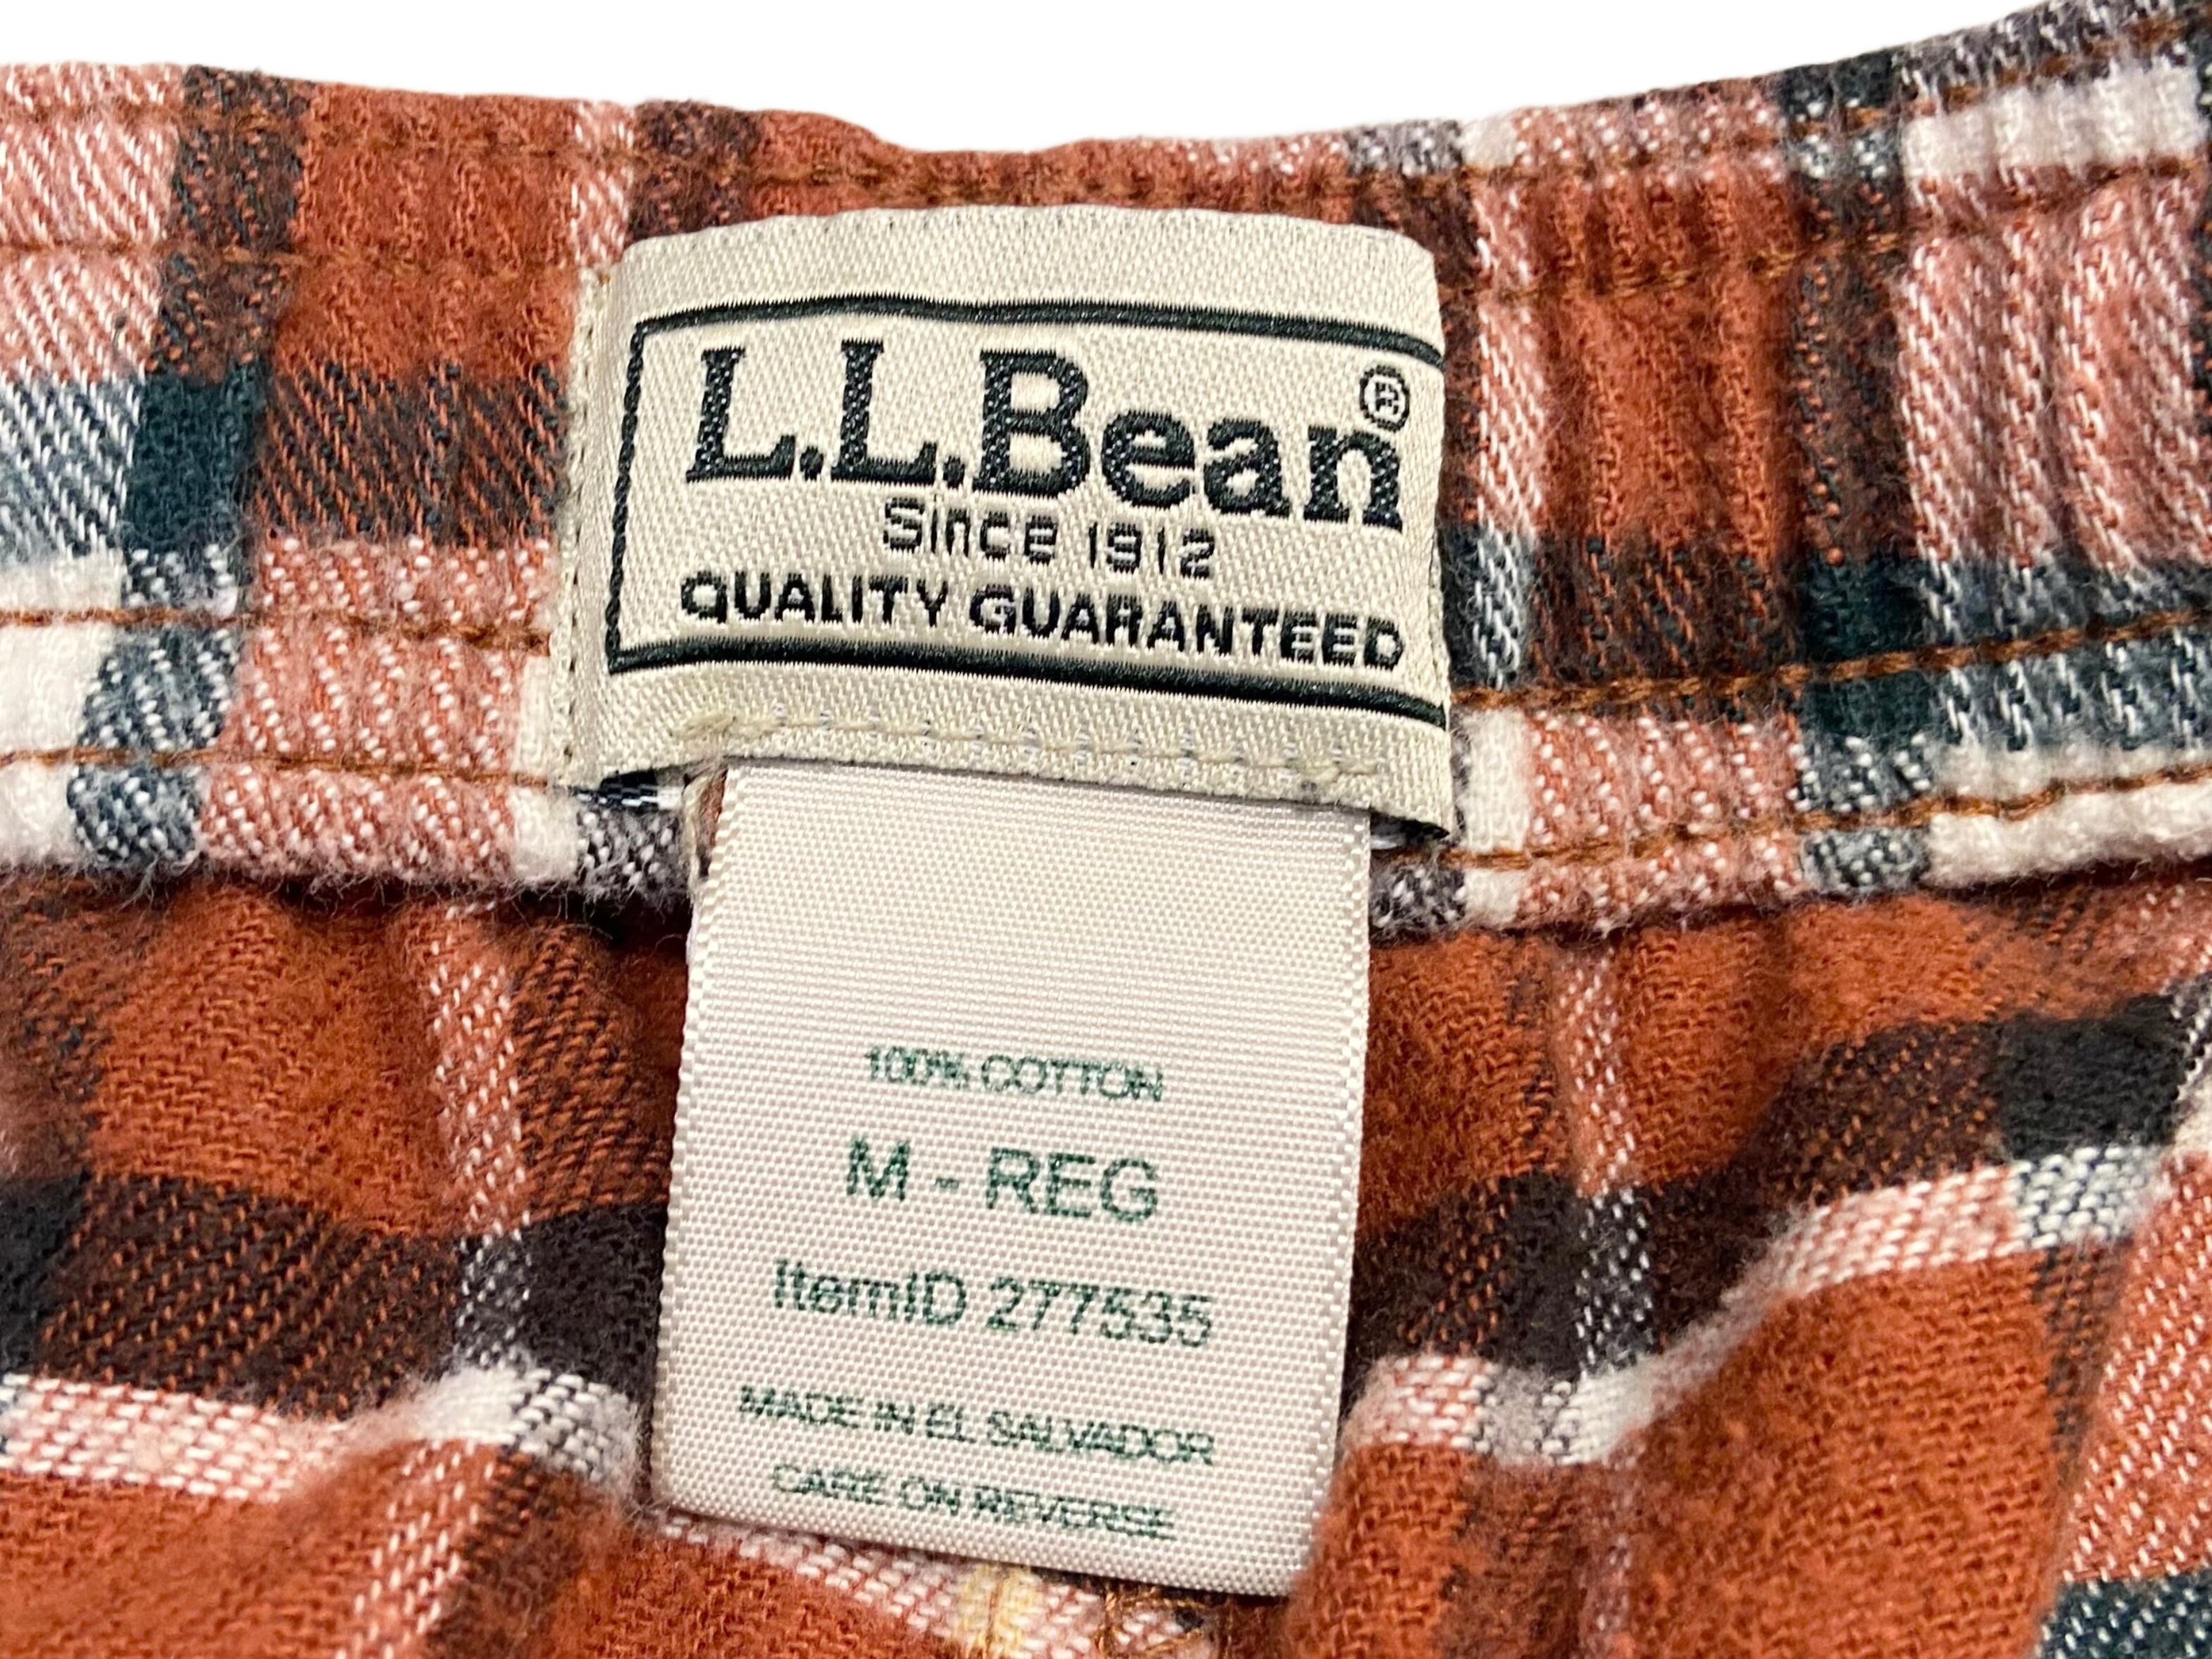 L.L.Bean®
Since 1912
QUALITY GUARANTEED
100% COTTON
M - REG
ItemID 277535
MADE IN EL SALVADOR
CARE ON REVERSE